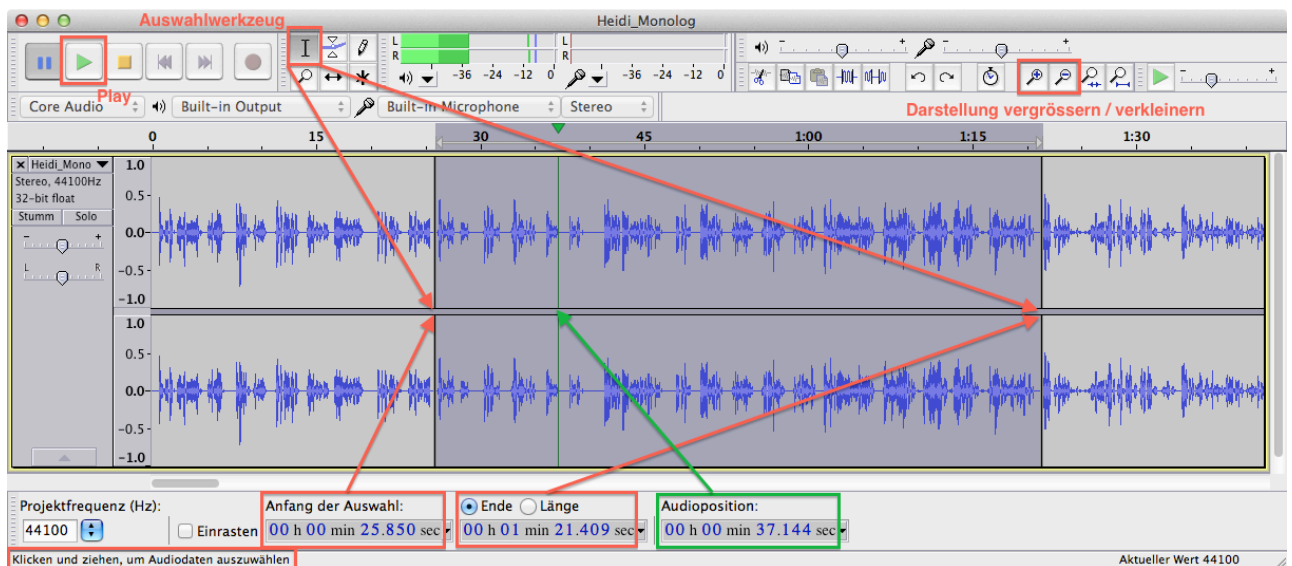 Heidi_Monolog
Auswahlwerkzeug
L
R
-36 -24 -12 0
L
R
-36 -24 -12 0
- +
- +
- +
Play
Core Audio
Built-in Output
Built-in Microphone
Stereo
Darstellung vergrössern / verkleinern
0 15 30 45 1:00 1:15 1:30
Heidi_Mono
Stereo, 44100Hz
32-bit float
Stumm Solo
- +
L R
1.0
0.5-
0.0-
-0.5-
-1.0
1.0
0.5-
0.0-
-0.5-
-1.0
Projektfrequenz (Hz):
44100
Einrasten
Anfang der Auswahl:
00 h 00 min 25.850 sec
Ende Länge
00 h 01 min 21.409 sec
Audioposition:
00 h 00 min 37.144 sec
Klicken und ziehen, um Audiodaten auszuwählen
Aktueller Wert 44100